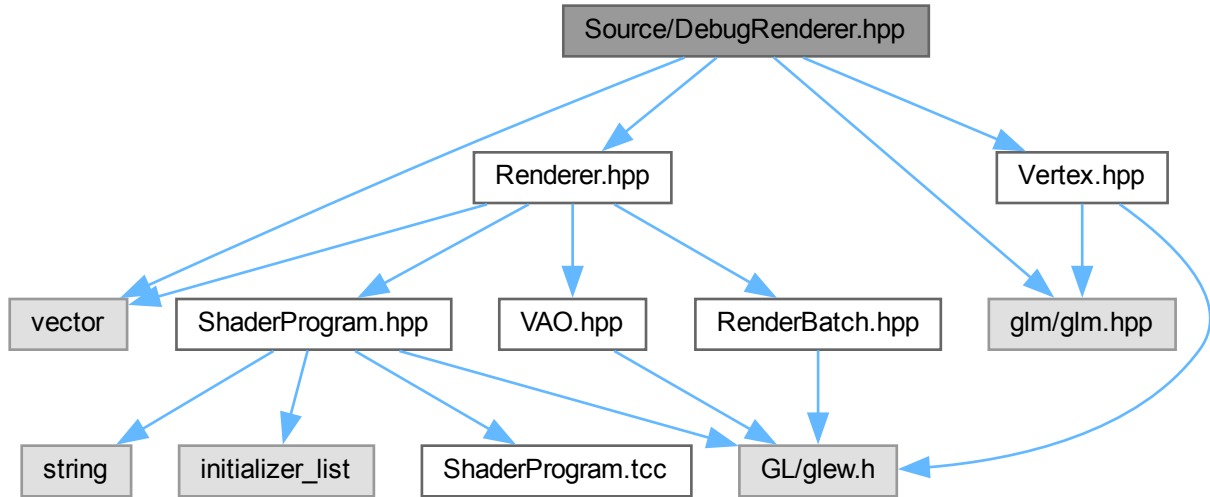 Source/DebugRenderer.hpp
Renderer.hpp
Vertex.hpp
vector
ShaderProgram.hpp
VAO.hpp
RenderBatch.hpp
glm/glm.hpp
string
initializer_list
ShaderProgram.tcc
GL/glew.h